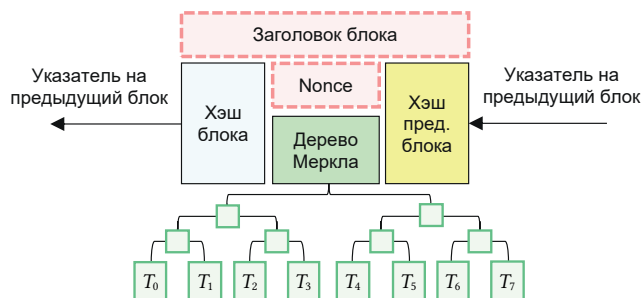 Заголовок блока
Указатель на
предыдущий блок
Хэш
блока
Nonce
Дерево
Меркла
Хэш
пред.
блока
Указатель на
предыдущий блок
T₀
T₁
T₂
T₃
T₄
T₅
T₆
T₇